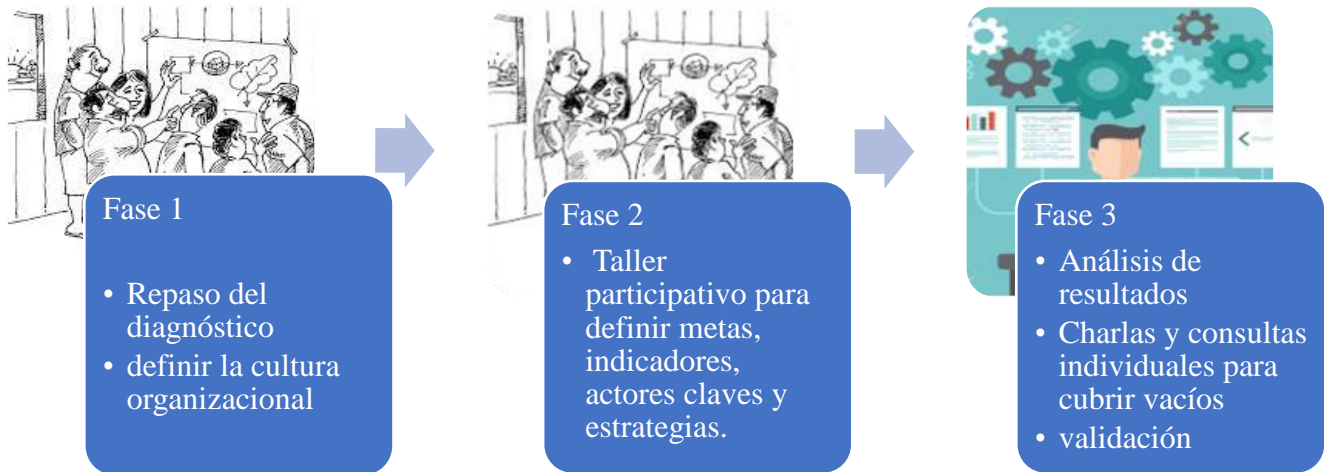 Fase 1
• Repaso del
diagnóstico
• definir la cultura
organizacional
Fase 2
• Taller
participativo para
definir metas,
indicadores,
actores claves y
estrategias.
Fase 3
• Análisis de
resultados
• Charlas y consultas
individuales para
cubrir vacíos
• validación